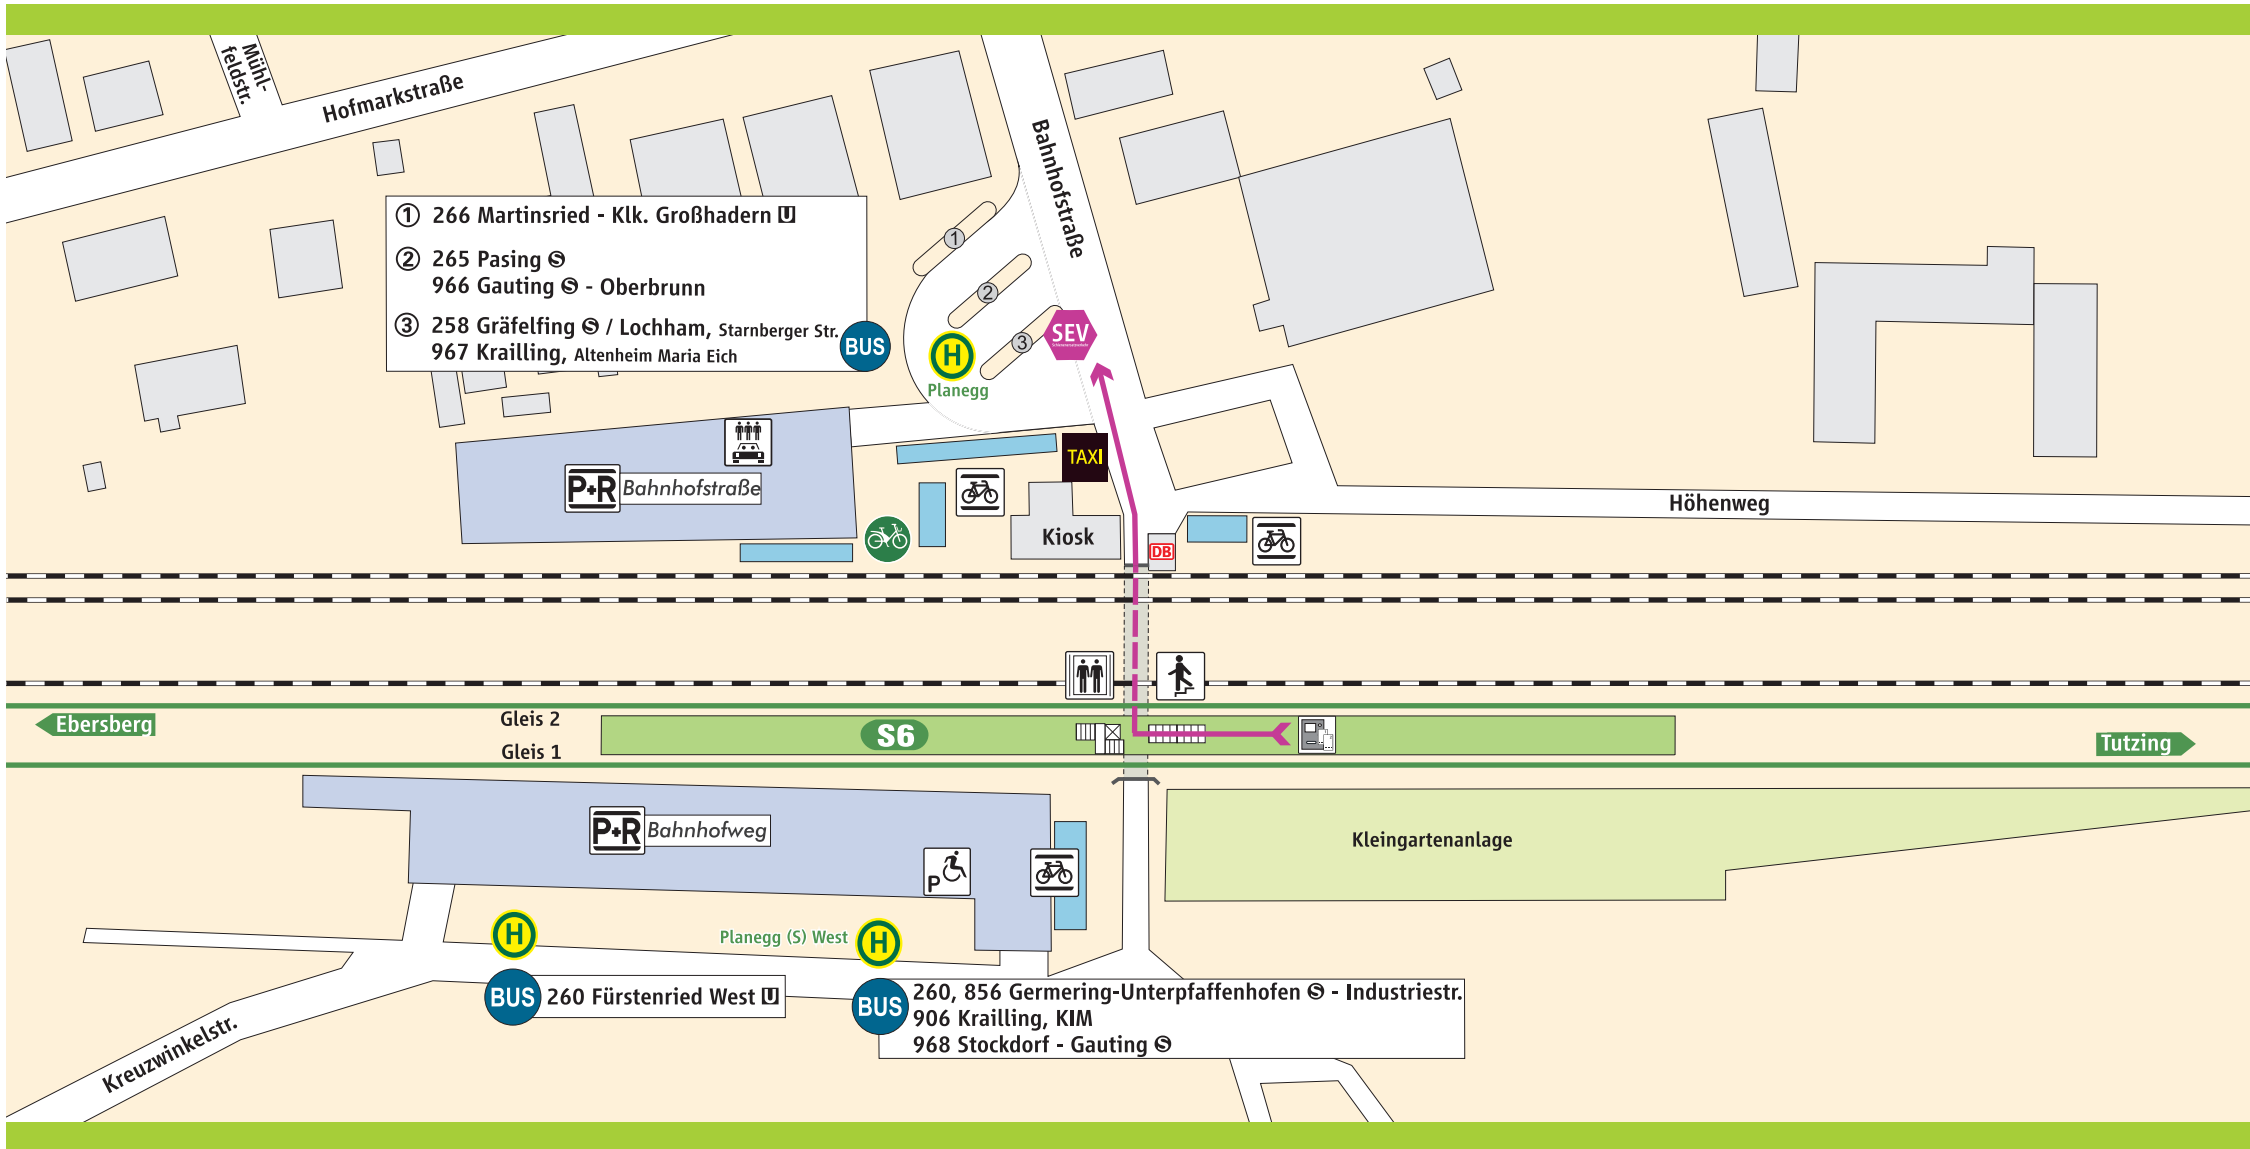 Mühl-
feldstr.
Hofmarkstraße
Bahnhofstraße
① 266 Martinsried - Klk. Großhadern U
② 265 Pasing S
966 Gauting S - Oberbrunn
③ 258 Gräfelfing S / Lochham, Starnberger Str.
967 Krailling, Altenheim Maria Eich
BUS
1
2
3
SEV
H
Planegg
TAXI
P+R Bahnhofstraße
Kiosk
DB
Höhenweg
Ebersberg
Gleis 2
Gleis 1
S6
Tutzing
P+R Bahnhofweg
P
Kleingartenanlage
H
Planegg (S) West
H
BUS 260 Fürstenried West U
BUS
260, 856 Germering-Unterpfaffenhofen S - Industriestr.
906 Krailling, KIM
968 Stockdorf - Gauting S
Kreuzwinkelstr.